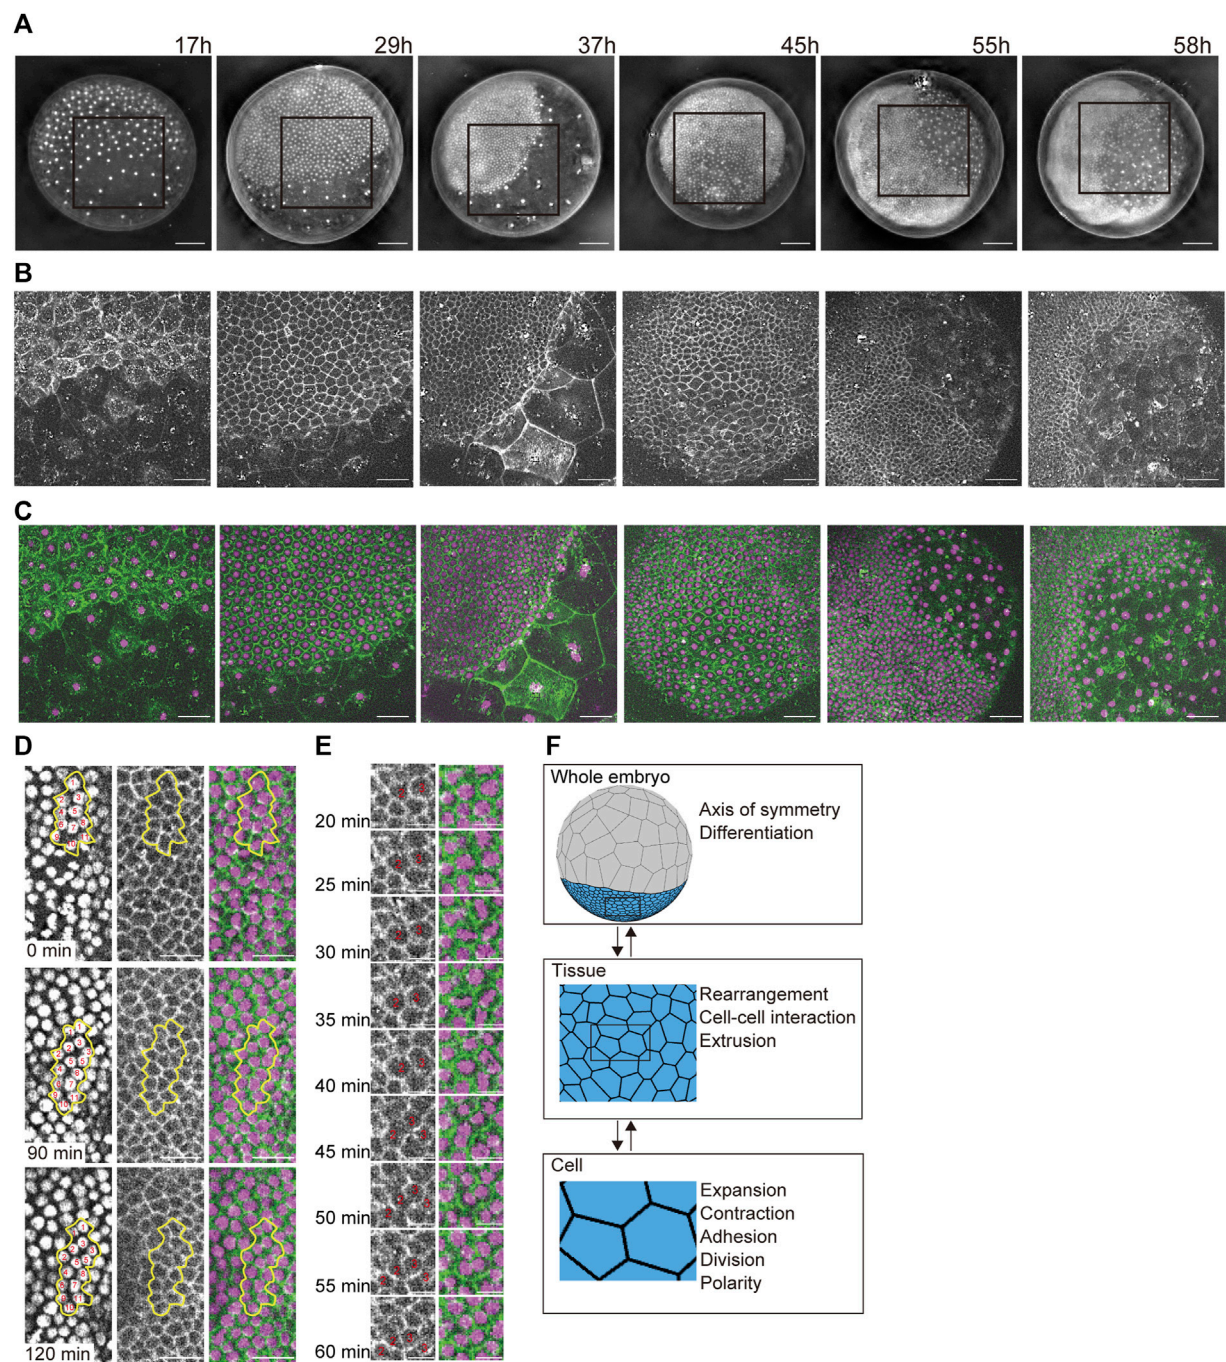 A
17h
29h
37h
45h
55h
58h
B
C
D
E
F
0 min
90 min
120 min
20 min
25 min
30 min
35 min
40 min
45 min
50 min
55 min
60 min
Whole embryo
Axis of symmetry
Differentiation
Tissue
Rearrangement
Cell-cell interaction
Extrusion
Cell
Expansion
Contraction
Adhesion
Division
Polarity